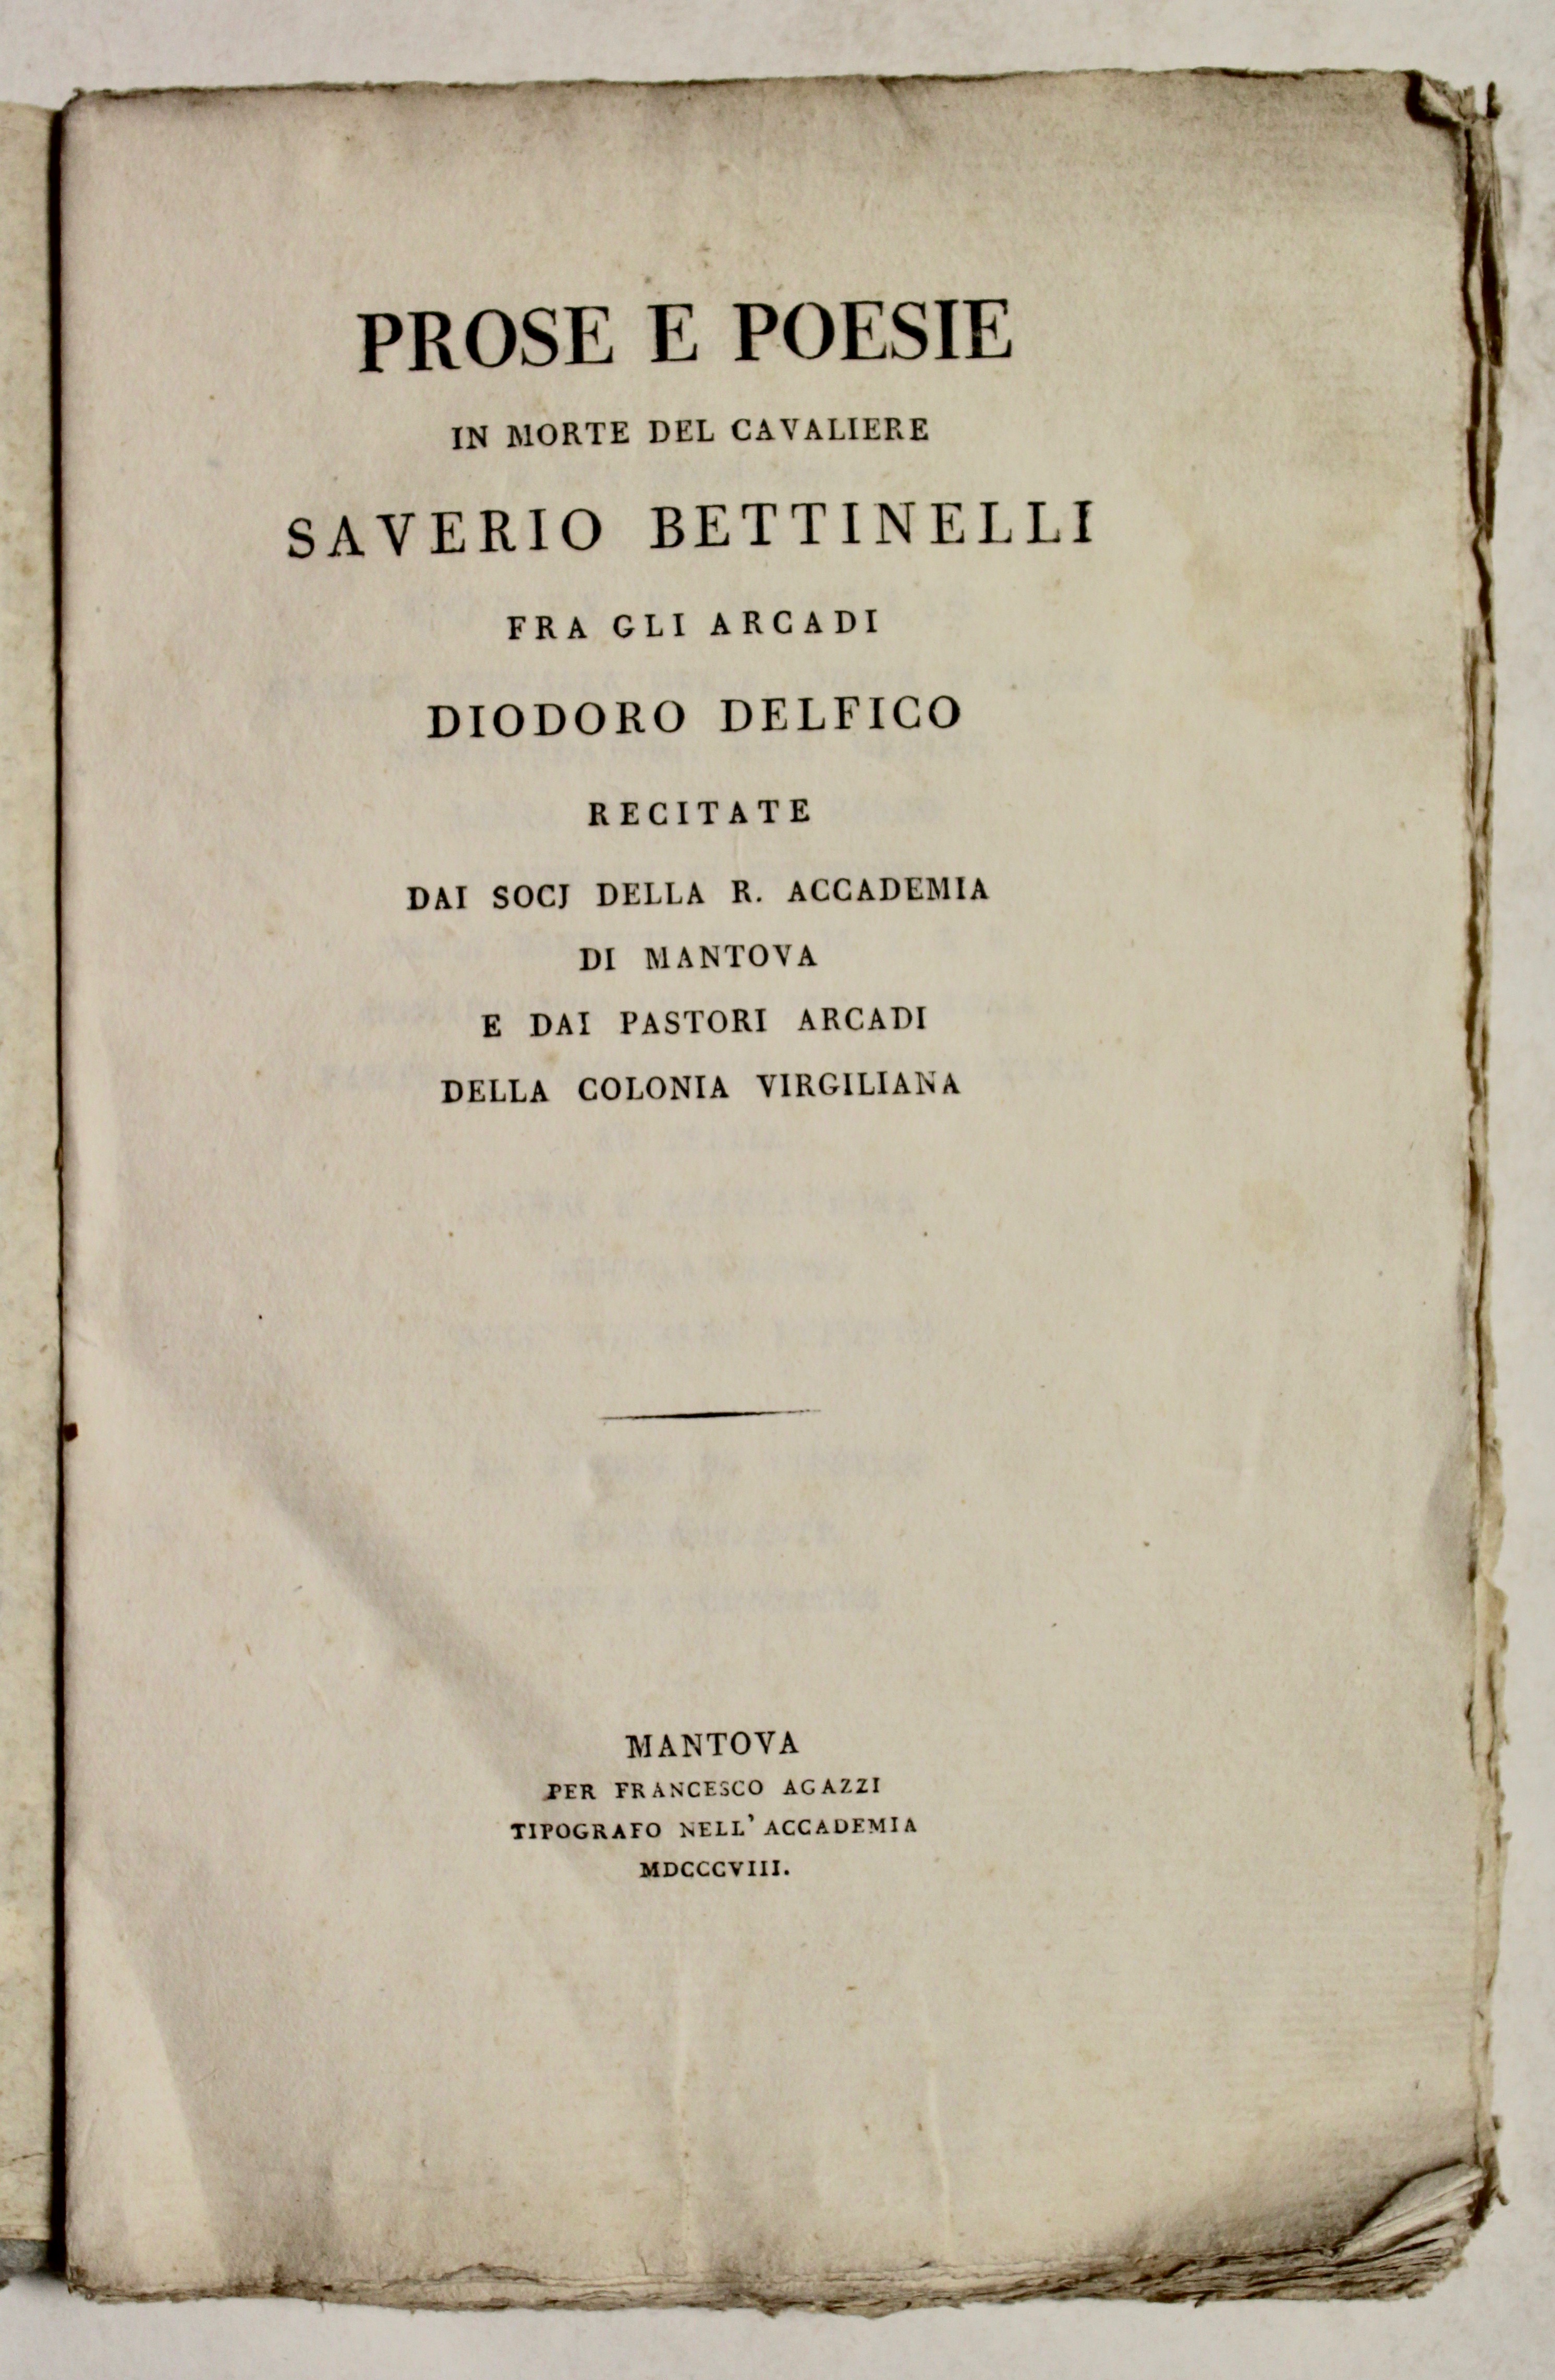 PROSE E POESIE
IN MORTE DEL CAVALIERE
SAVERIO BETTINELLI
FRA GLI ARCADI
DIODORO DELFICO
RECITATE
DAI SOCJ DELLA R. ACCADEMIA
DI MANTOVA
E DAI PASTORI ARCADI
DELLA COLONIA VIRGILIANA
MANTOVA
PER FRANCESCO AGAZZI
TIPOGRAFO NELL' ACCADEMIA
MDCCCVIII.